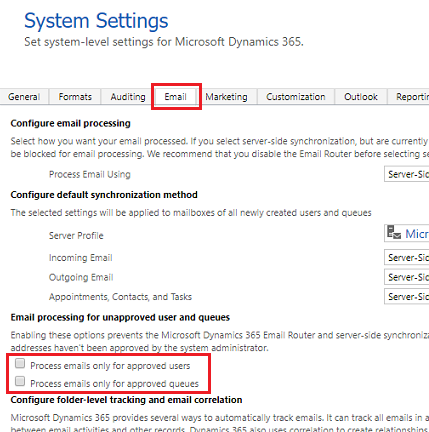 System Settings
Set system-level settings for Microsoft Dynamics 365.
General Formats Auditing Email Marketing Customization Outlook Reporting
Configure email processing
Select how you want your email processed. If you select server-side synchronization, but are currently
be blocked for email processing. We recommend that you disable the Email Router before selecting se
Process Email Using Server-Sid
Configure default synchronization method
The selected settings will be applied to mailboxes of all newly created users and queues
Server Profile Micr
Incoming Email Server-Sid
Outgoing Email Server-Sid
Appointments, Contacts, and Tasks Server-Sid
Email processing for unapproved user and queues
Enabling these options prevents the Microsoft Dynamics 365 Email Router and server-side synchroniza
addresses haven't been approved by the system administrator.
Process emails only for approved users
Process emails only for approved queues
Configure folder-level tracking and email correlation
Microsoft Dynamics 365 provides several ways to automatically track emails. It can track all emails in a
between email activities and other records. Dynamics 365 also uses correlation to create relationships